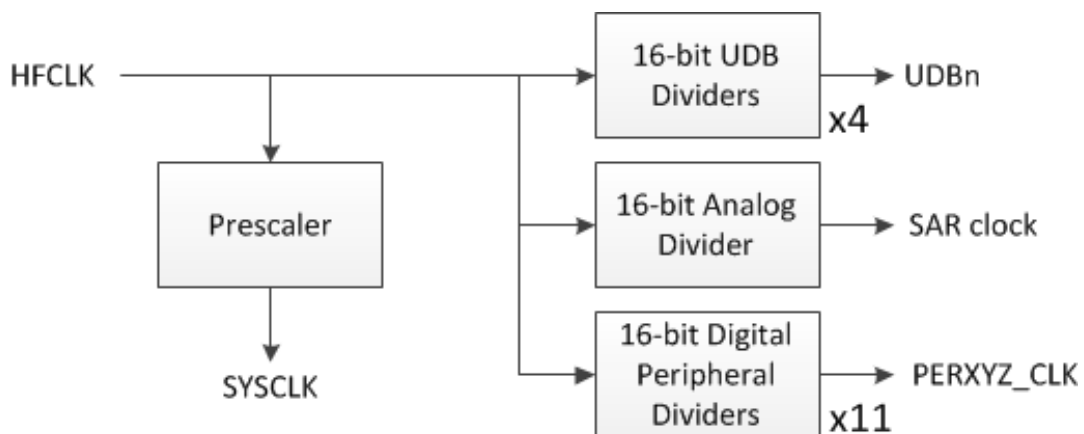 HFCLK
16-bit UDB
Dividers
x4
UDBn
Prescaler
16-bit Analog
Divider
SAR clock
SYSCLK
16-bit Digital
Peripheral
Dividers
x11
PERXYZ_CLK